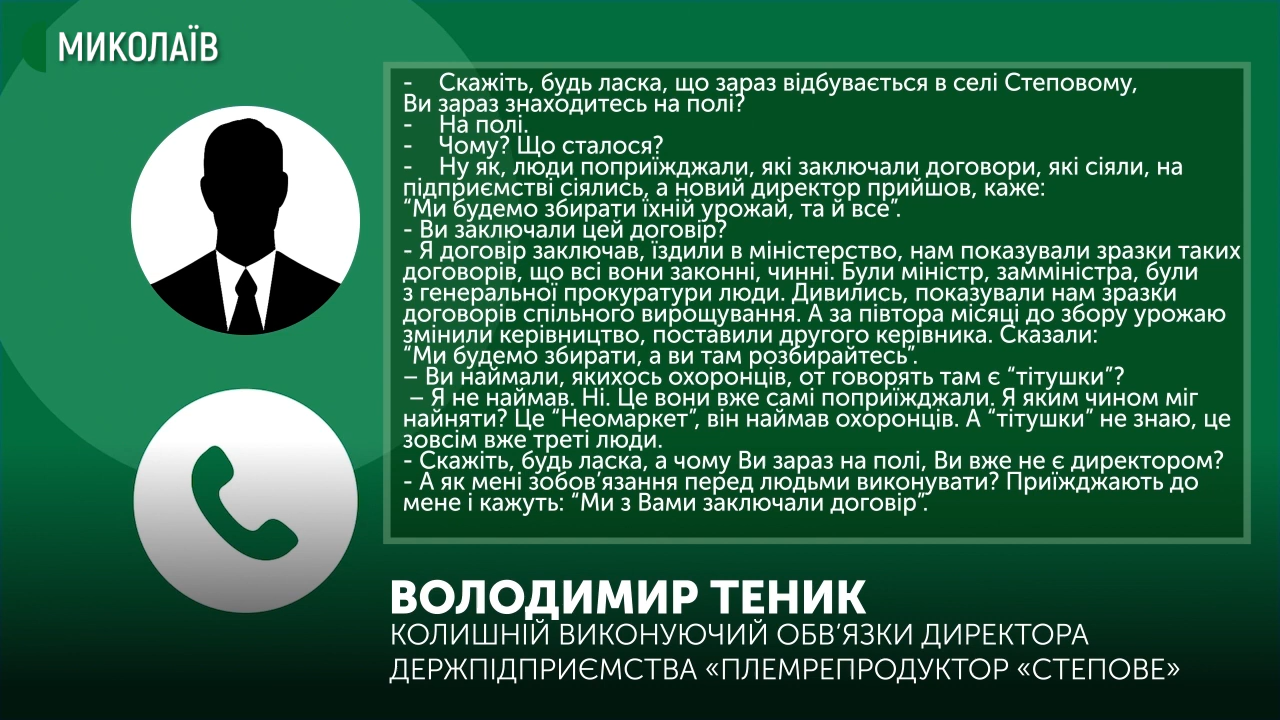 МИКОЛАЇВ
- Скажіть, будь ласка, що зараз відбувається в селі Степовому,
Ви зараз знаходитесь на полі?
- На полі.
- Чому? Що сталося?
- Ну як, люди поприїжджали, які заключали договори, які сіяли, на
підприємстві сіялись, а новий директор прийшов, каже:
“Ми будемо збирати їхній урожай, та й все”.
- Ви заключали цей договір?
- Я договір заключав, їздили в міністерство, нам показували зразки таких
договорів, що всі вони законні, чинні. Були міністр, замміністра, були
з генеральної прокуратури люди. Дивились, показували нам зразки
договорів спільного вирощування. А за півтора місяці до збору урожаю
змінили керівництво, поставили другого керівника. Сказали:
“Ми будемо збирати, а ви там розбирайтесь”.
– Ви наймали, якихось охоронців, от говорять там є “тітушки”?
– Я не наймав. Ні. Це вони вже самі поприїжджали. Я яким чином міг
найняти? Це “Неомаркет”, він наймав охоронців. А “тітушки” не знаю, це
зовсім вже треті люди.
- Скажіть, будь ласка, а чому Ви зараз на полі, Ви вже не є директором?
- А як мені зобов’язання перед людьми виконувати? Приїжджають до
мене і кажуть: “Ми з Вами заключали договір”.
ВОЛОДИМИР ТЕНИК
КОЛИШНІЙ ВИКОНУЮЧИЙ ОБВ’ЯЗКИ ДИРЕКТОРА
ДЕРЖПІДПРИЄМСТВА «ПЛЕМРЕПРОДУКТОР «СТЕПОВЕ»